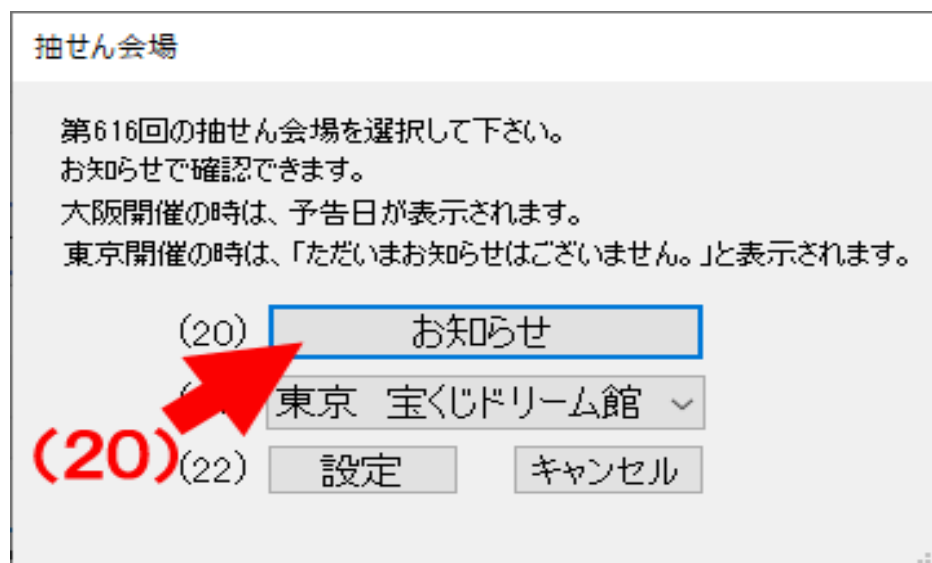 抽せん会場
第616回の抽せん会場を選択して下さい。
お知らせで確認できます。
大阪開催の時は、予告日が表示されます。
東京開催の時は、「ただいまお知らせはございません。」と表示されます。
(20) お知らせ
東京 宝くじドリーム館
(20)
(22) 設定 キャンセル